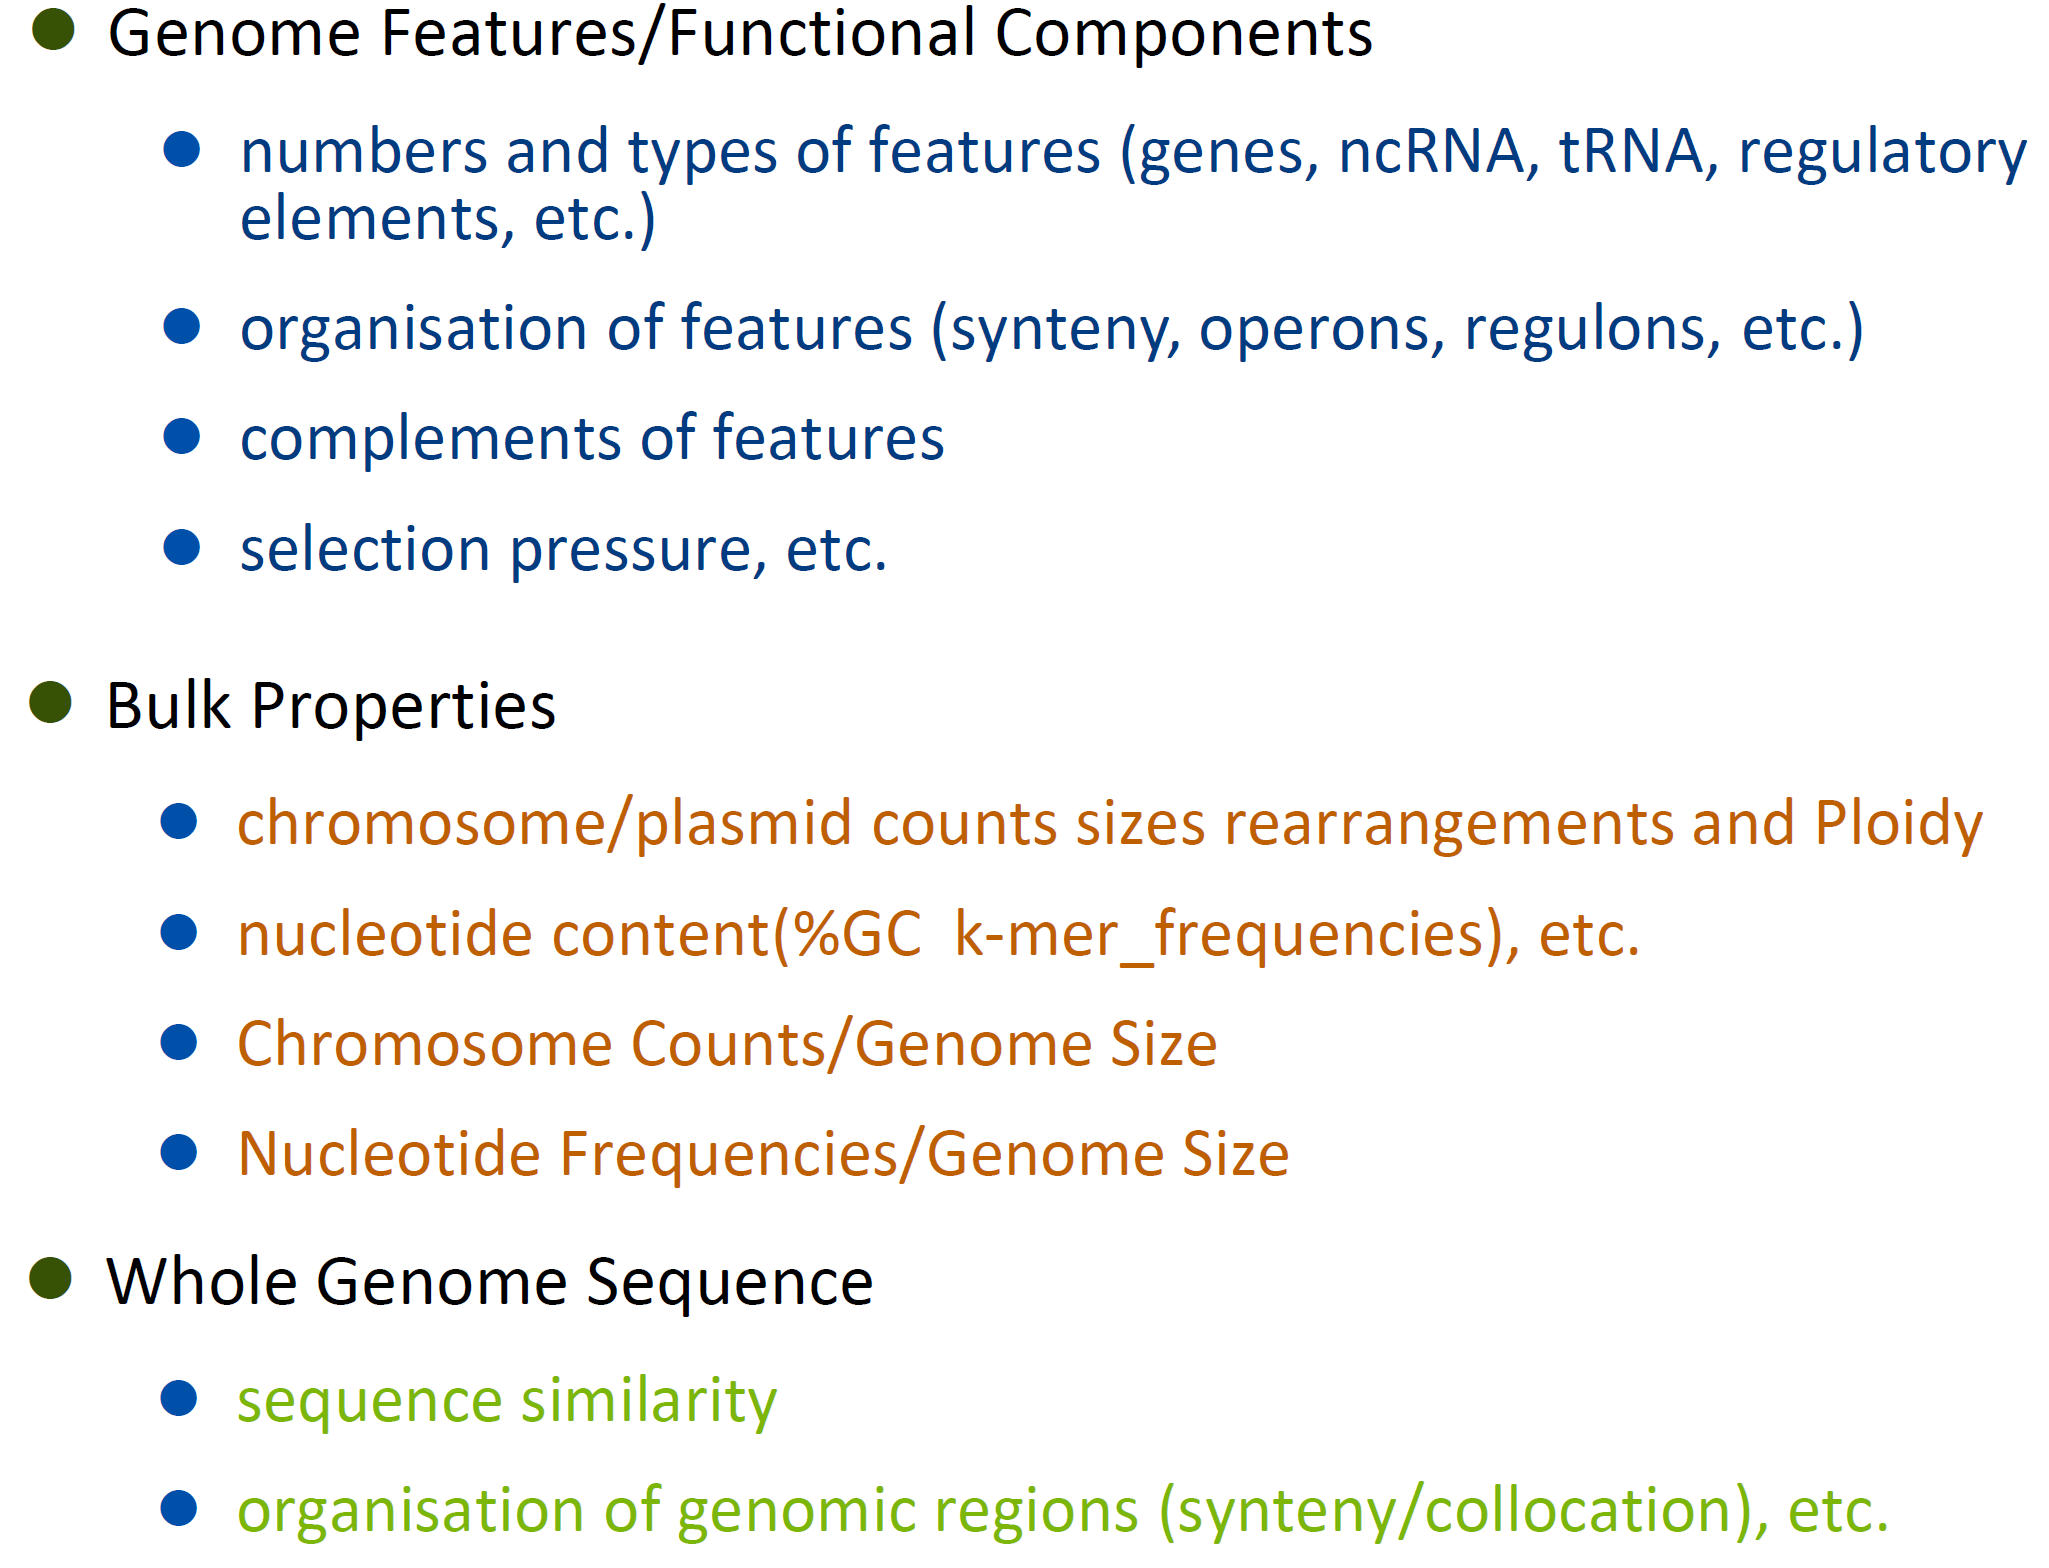 Genome Features/Functional Components
numbers and types of features (genes, ncRNA, tRNA, regulatory
elements, etc.)
organisation of features (synteny, operons, regulons, etc.)
complements of features
selection pressure, etc.
Bulk Properties
chromosome/plasmid counts sizes rearrangements and Ploidy
nucleotide content(%GC  k-mer_frequencies), etc.
Chromosome Counts/Genome Size
Nucleotide Frequencies/Genome Size
Whole Genome Sequence
sequence similarity
organisation of genomic regions (synteny/collocation), etc.